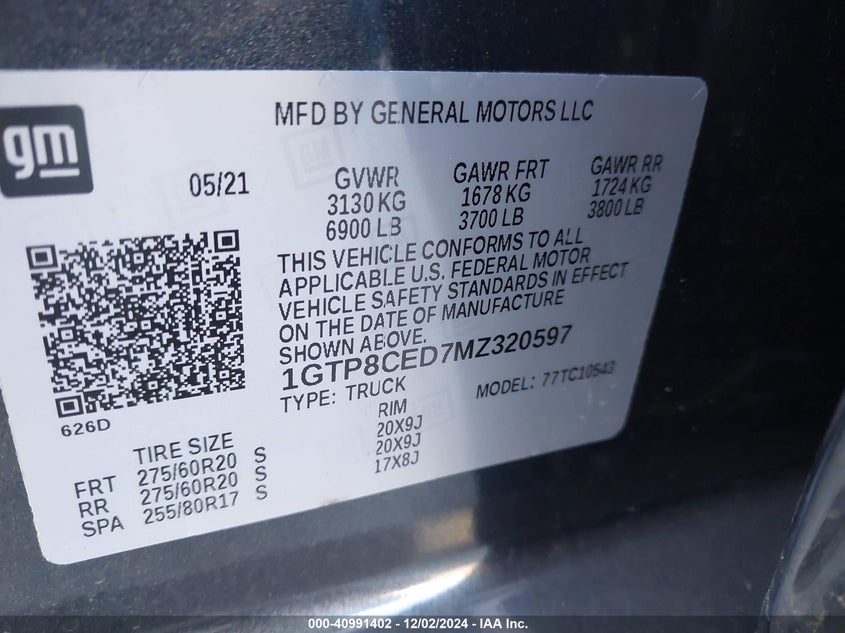 gm
MFD BY GENERAL MOTORS LLC
05/21
GVWR
3130 KG
6900 LB
GAWR FRT
1678 KG
3700 LB
GAWR RR
1724 KG
3800 LB
THIS VEHICLE CONFORMS TO ALL
APPLICABLE U.S. FEDERAL MOTOR
VEHICLE SAFETY STANDARDS IN EFFECT
ON THE DATE OF MANUFACTURE
SHOWN ABOVE.
1GTP8CED7MZ320597
TYPE: TRUCK
MODEL: 77TC10543
626D
TIRE SIZE
RIM
FRT 275/60R20 S 20X9J
RR 275/60R20 S 20X9J
SPA 255/80R17 S 17X8J
000-40991402 - 12/02/2024 - IAA Inc.